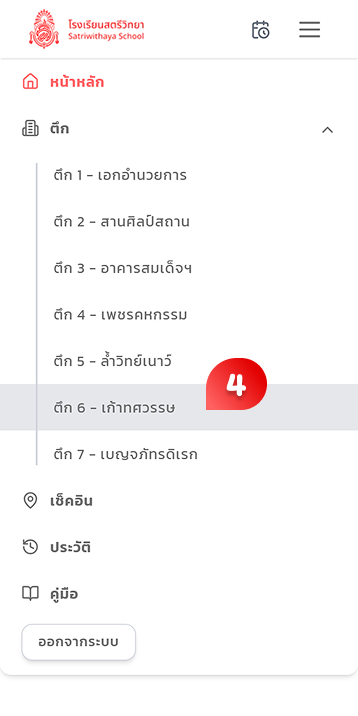 โรงเรียนสตรีวิทยา
Satriwithaya School
หน้าหลัก
ตึก
ตึก 1 - เอกอำนวยการ
ตึก 2 - สานศิลป์สถาน
ตึก 3 - อาคารสมเด็จฯ
ตึก 4 - เพชรคหกรรม
ตึก 5 - ล้ำวิทย์เนาว์
4
ตึก 6 - เก้าทศวรรษ
ตึก 7 - เบญจภัทรดิเรก
เช็คอิน
ประวัติ
คู่มือ
ออกจากระบบ